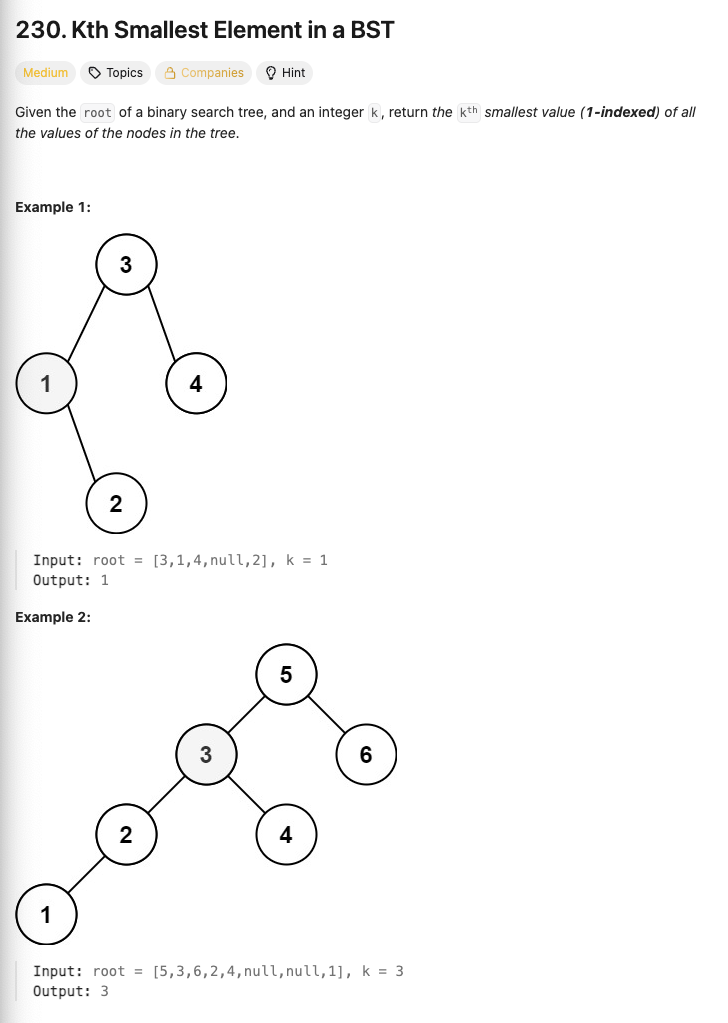 230. Kth Smallest Element in a BST
Medium Topics Companies Hint
Given the root of a binary search tree, and an integer k, return the kth smallest value (1-indexed) of all
the values of the nodes in the tree.
Example 1:
3
1 4
2
Input: root = [3,1,4,null,2], k = 1
Output: 1
Example 2:
5
3 6
2 4
1
Input: root = [5,3,6,2,4,null,null,1], k = 3
Output: 3